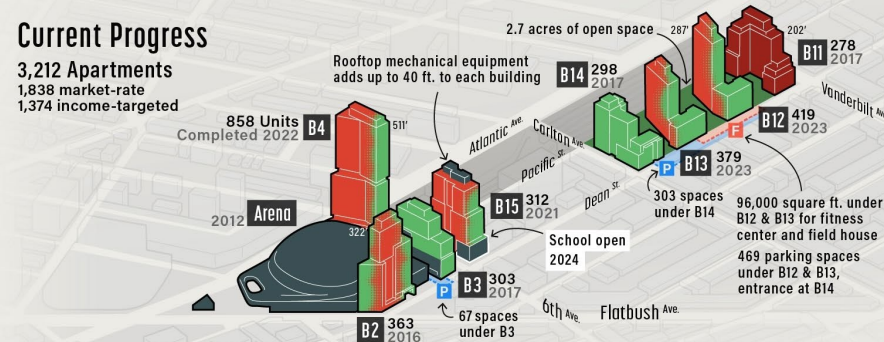 Current Progress
3,212 Apartments
1,838 market-rate
1,374 income-targeted
Rooftop mechanical equipment
adds up to 40 ft. to each building
2.7 acres of open space
287'
202'
B11 278
2017
B14 298
2017
858 Units
Completed 2022
B4
511'
Atlantic Ave.
Carlton Ave.
Pacific St.
Dean St.
Vanderbilt Av
B12 419
2023
F
B13 379
2023
P
303 spaces
under B14
96,000 square ft. under
B12 & B13 for fitness
center and field house
469 parking spaces
under B12 & B13,
entrance at B14
2012 Arena
322'
B15 312
2021
School open
2024
B3 303
2017
P
67 spaces
under B3
6th Ave.
Flatbush Ave.
B2 363
2016